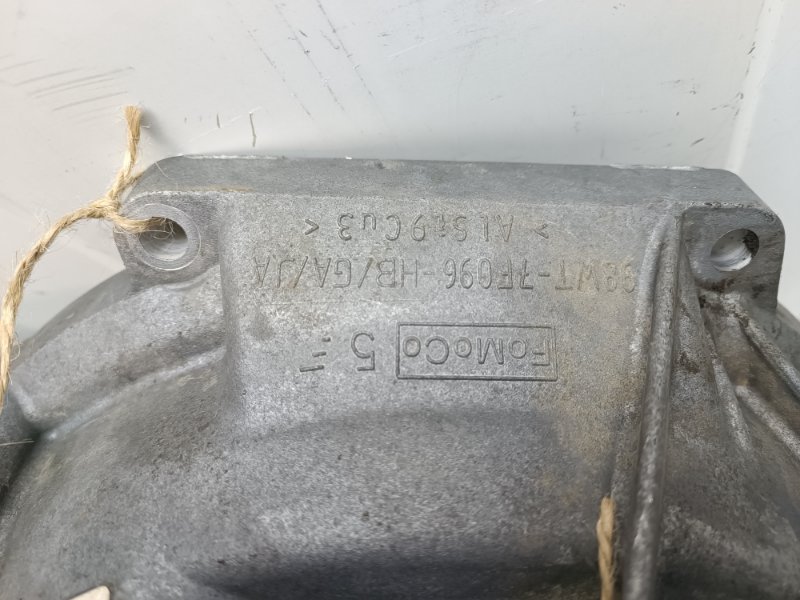 FoMoCo 5
98WT-7F096-HB/GA/JA
> ALSi9Cu3 <